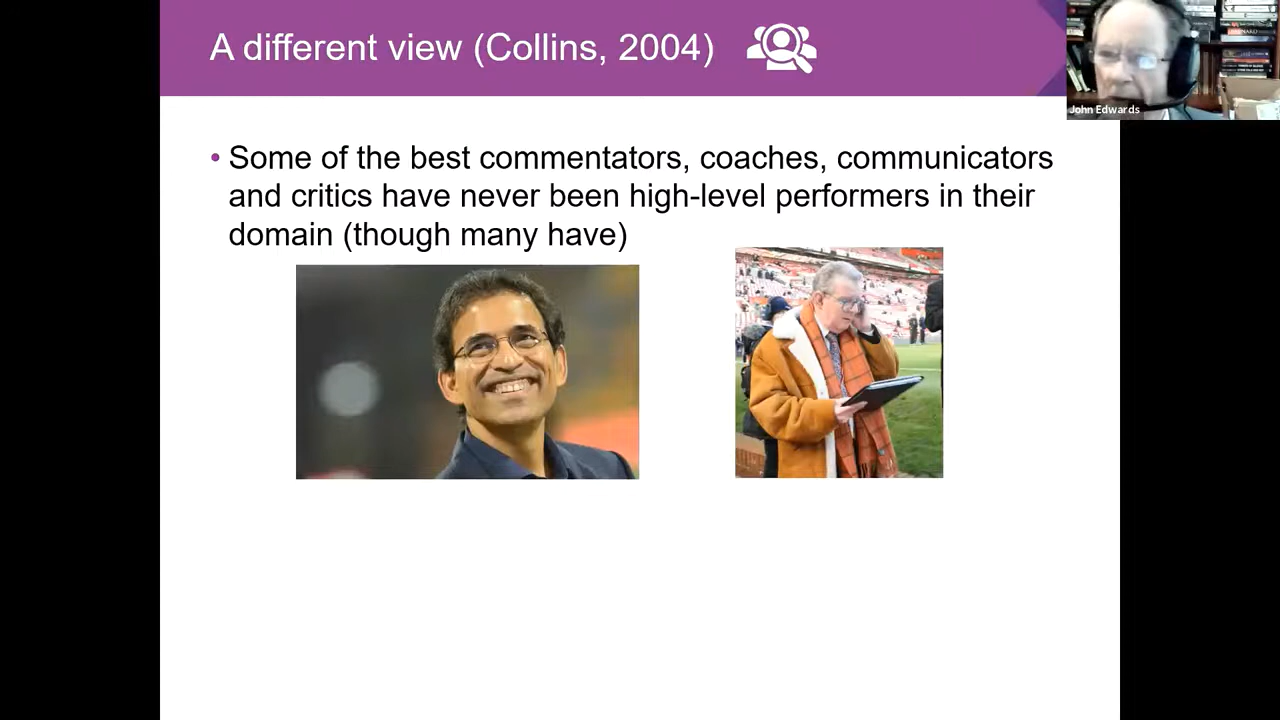 A different view (Collins, 2004)
John Edwards
• Some of the best commentators, coaches, communicators
and critics have never been high-level performers in their
domain (though many have)